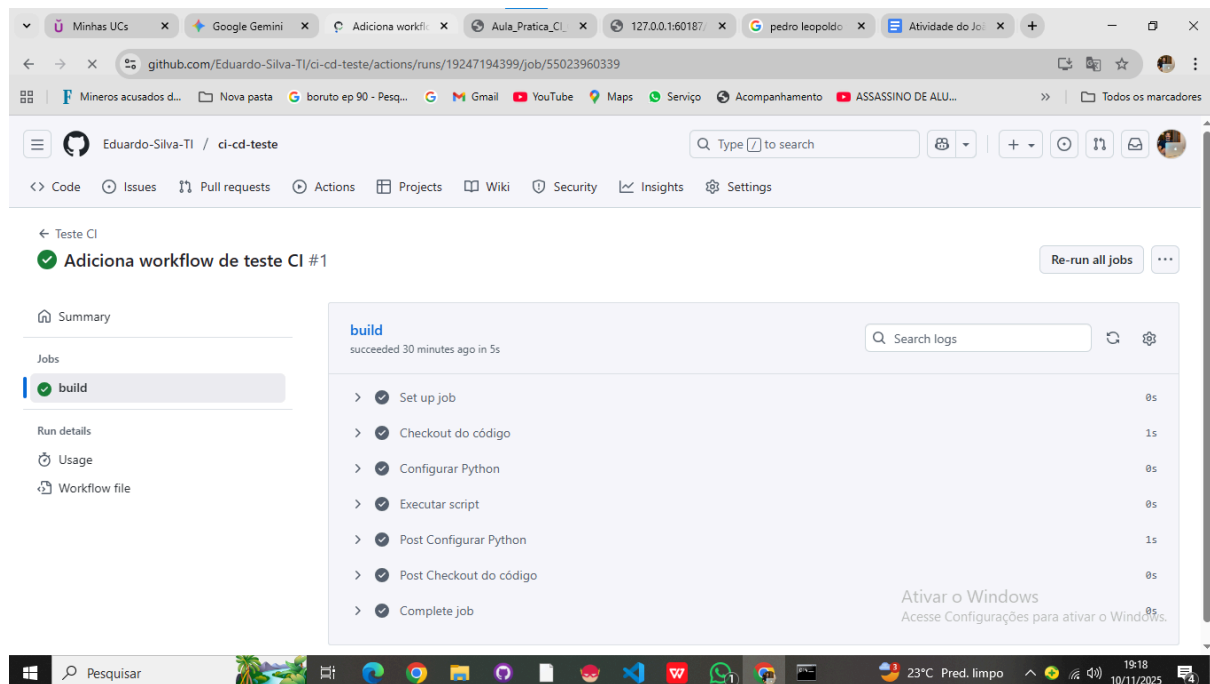 Minhas UCs
Google Gemini
Adiciona workflo
Aula_Pratica_CI_
127.0.0.1:60187/
pedro leopoldo
Atividade do Joã
github.com/Eduardo-Silva-TI/ci-cd-teste/actions/runs/19247194399/job/55023960339
Mineros acusados d...
Nova pasta
boruto ep 90 - Pesq...
Gmail
YouTube
Maps
Serviço
Acompanhamento
ASSASSINO DE ALU...
Todos os marcadores
Eduardo-Silva-TI / ci-cd-teste
Type / to search
Code
Issues
Pull requests
Actions
Projects
Wiki
Security
Insights
Settings
← Teste CI
Adiciona workflow de teste CI #1
Re-run all jobs
Summary
Jobs
build
Run details
Usage
Workflow file
build
succeeded 30 minutes ago in 5s
Search logs
Set up job 0s
Checkout do código 1s
Configurar Python 0s
Executar script 0s
Post Configurar Python 1s
Post Checkout do código 0s
Complete job 0s
Ativar o Windows
Acesse Configurações para ativar o Windows.
Pesquisar
23°C Pred. limpo
19:18
10/11/2025
4